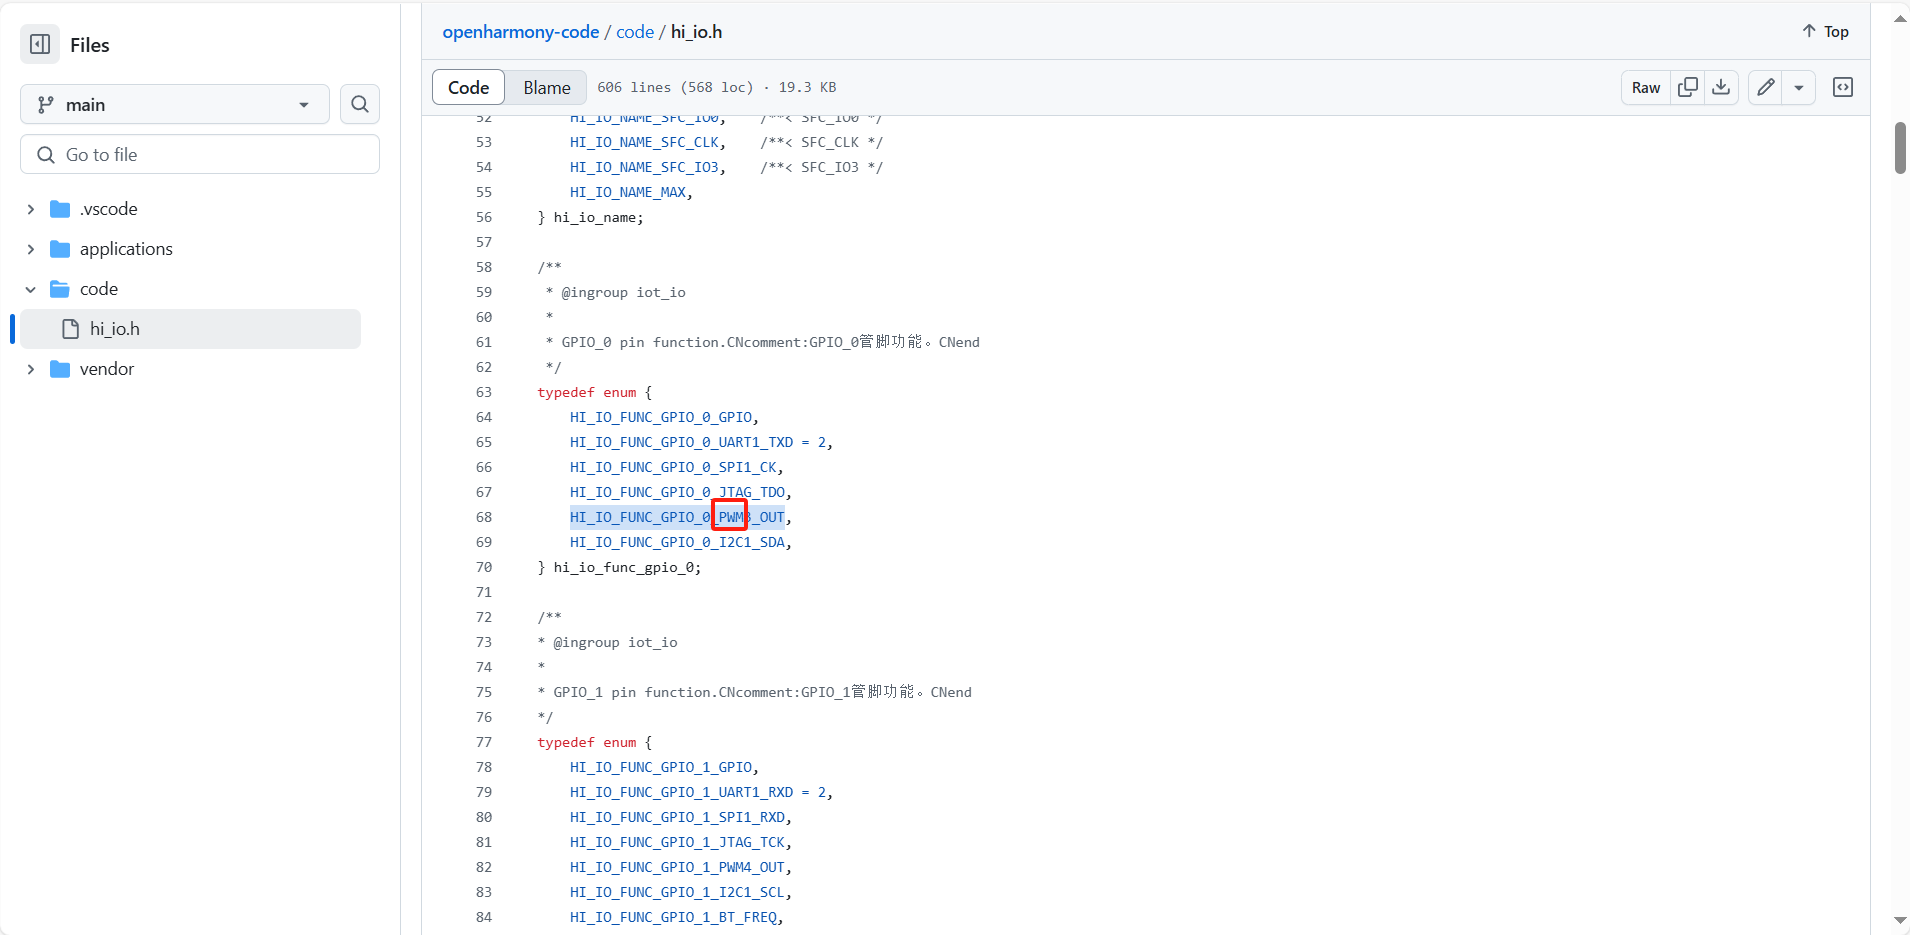 Files
main
Go to file
.vscode
applications
code
hi_io.h
vendor
openharmony-code / code / hi_io.h
Top
Code
Blame
606 lines (568 loc) · 19.3 KB
Raw
52 HI_IO_NAME_SFC_IO0, /**< SFC_IO0 */
53 HI_IO_NAME_SFC_CLK, /**< SFC_CLK */
54 HI_IO_NAME_SFC_IO3, /**< SFC_IO3 */
55 HI_IO_NAME_MAX,
56 } hi_io_name;
57
58 /**
59 * @ingroup iot_io
60 *
61 * GPIO_0 pin function.CNcomment:GPIO_0管脚功能。CNend
62 */
63 typedef enum {
64 HI_IO_FUNC_GPIO_0_GPIO,
65 HI_IO_FUNC_GPIO_0_UART1_TXD = 2,
66 HI_IO_FUNC_GPIO_0_SPI1_CK,
67 HI_IO_FUNC_GPIO_0_JTAG_TDO,
68 HI_IO_FUNC_GPIO_0_PWM3_OUT,
69 HI_IO_FUNC_GPIO_0_I2C1_SDA,
70 } hi_io_func_gpio_0;
71
72 /**
73 * @ingroup iot_io
74 *
75 * GPIO_1 pin function.CNcomment:GPIO_1管脚功能。CNend
76 */
77 typedef enum {
78 HI_IO_FUNC_GPIO_1_GPIO,
79 HI_IO_FUNC_GPIO_1_UART1_RXD = 2,
80 HI_IO_FUNC_GPIO_1_SPI1_RXD,
81 HI_IO_FUNC_GPIO_1_JTAG_TCK,
82 HI_IO_FUNC_GPIO_1_PWM4_OUT,
83 HI_IO_FUNC_GPIO_1_I2C1_SCL,
84 HI_IO_FUNC_GPIO_1_BT_FREQ,